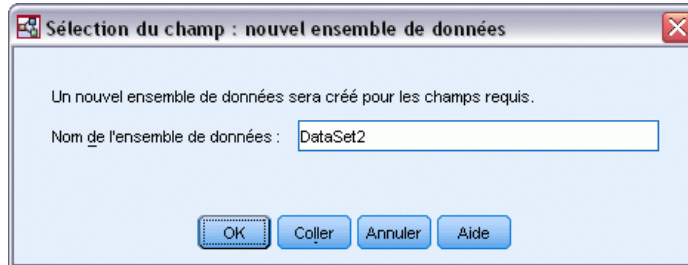 Sélection du champ : nouvel ensemble de données
Un nouvel ensemble de données sera créé pour les champs requis.
Nom de l'ensemble de données : DataSet2
OK Coller Annuler Aide